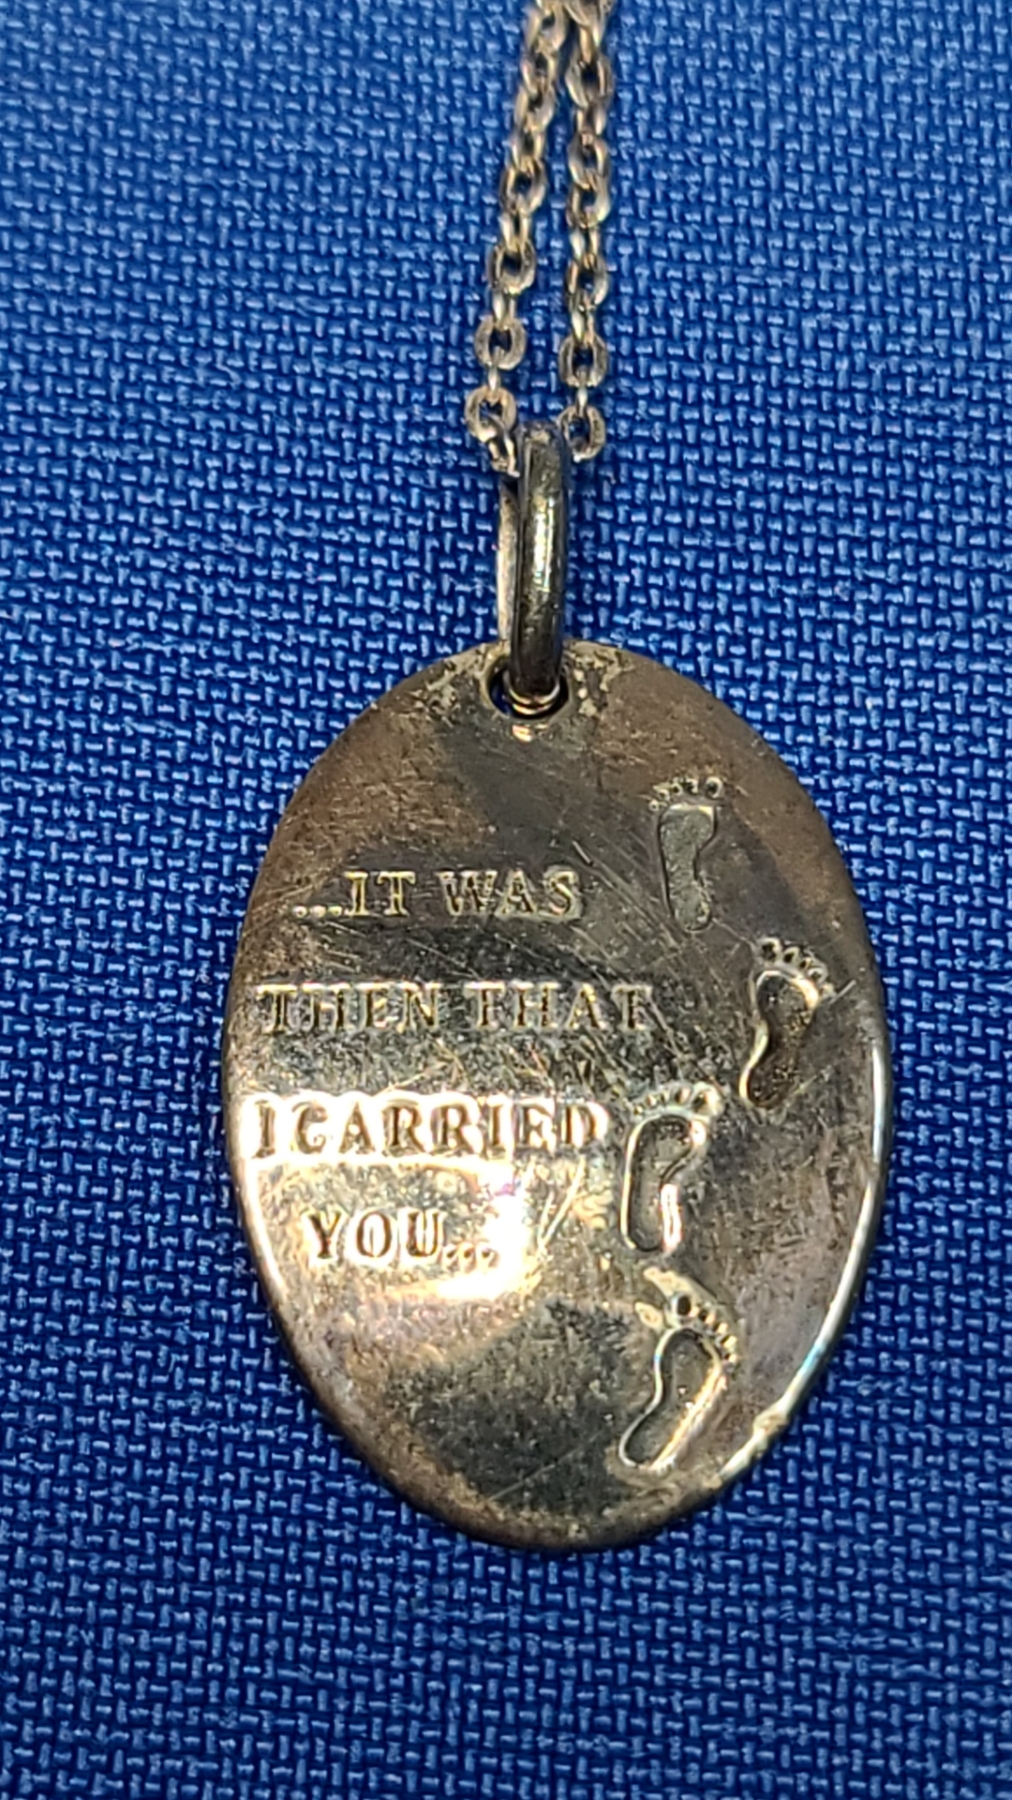 ...IT WAS
THEN THAT
I CARRIED
YOU...